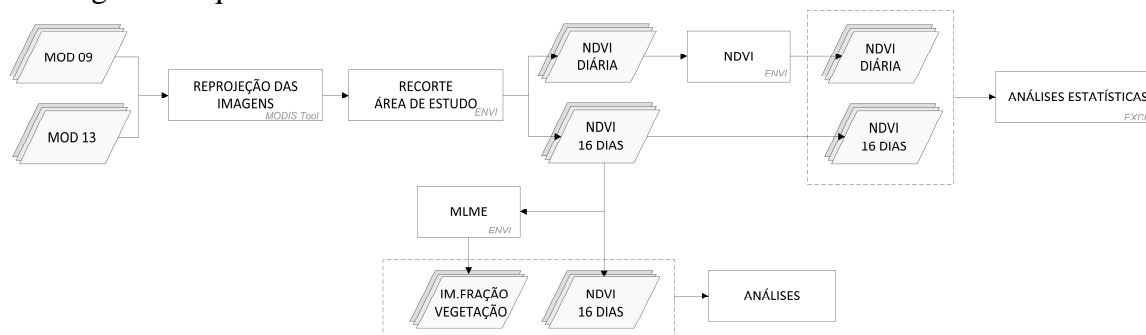 MOD 09
MOD 13
REPROJEÇÃO DAS
IMAGENS
MODIS Tool
RECORTE
ÁREA DE ESTUDO
ENVI
NDVI
DIÁRIA
NDVI
16 DIAS
NDVI
ENVI
NDVI
DIÁRIA
NDVI
16 DIAS
ANÁLISES ESTATÍSTICAS
MLME
ENVI
IM.FRAÇÃO
VEGETAÇÃO
NDVI
16 DIAS
ANÁLISES